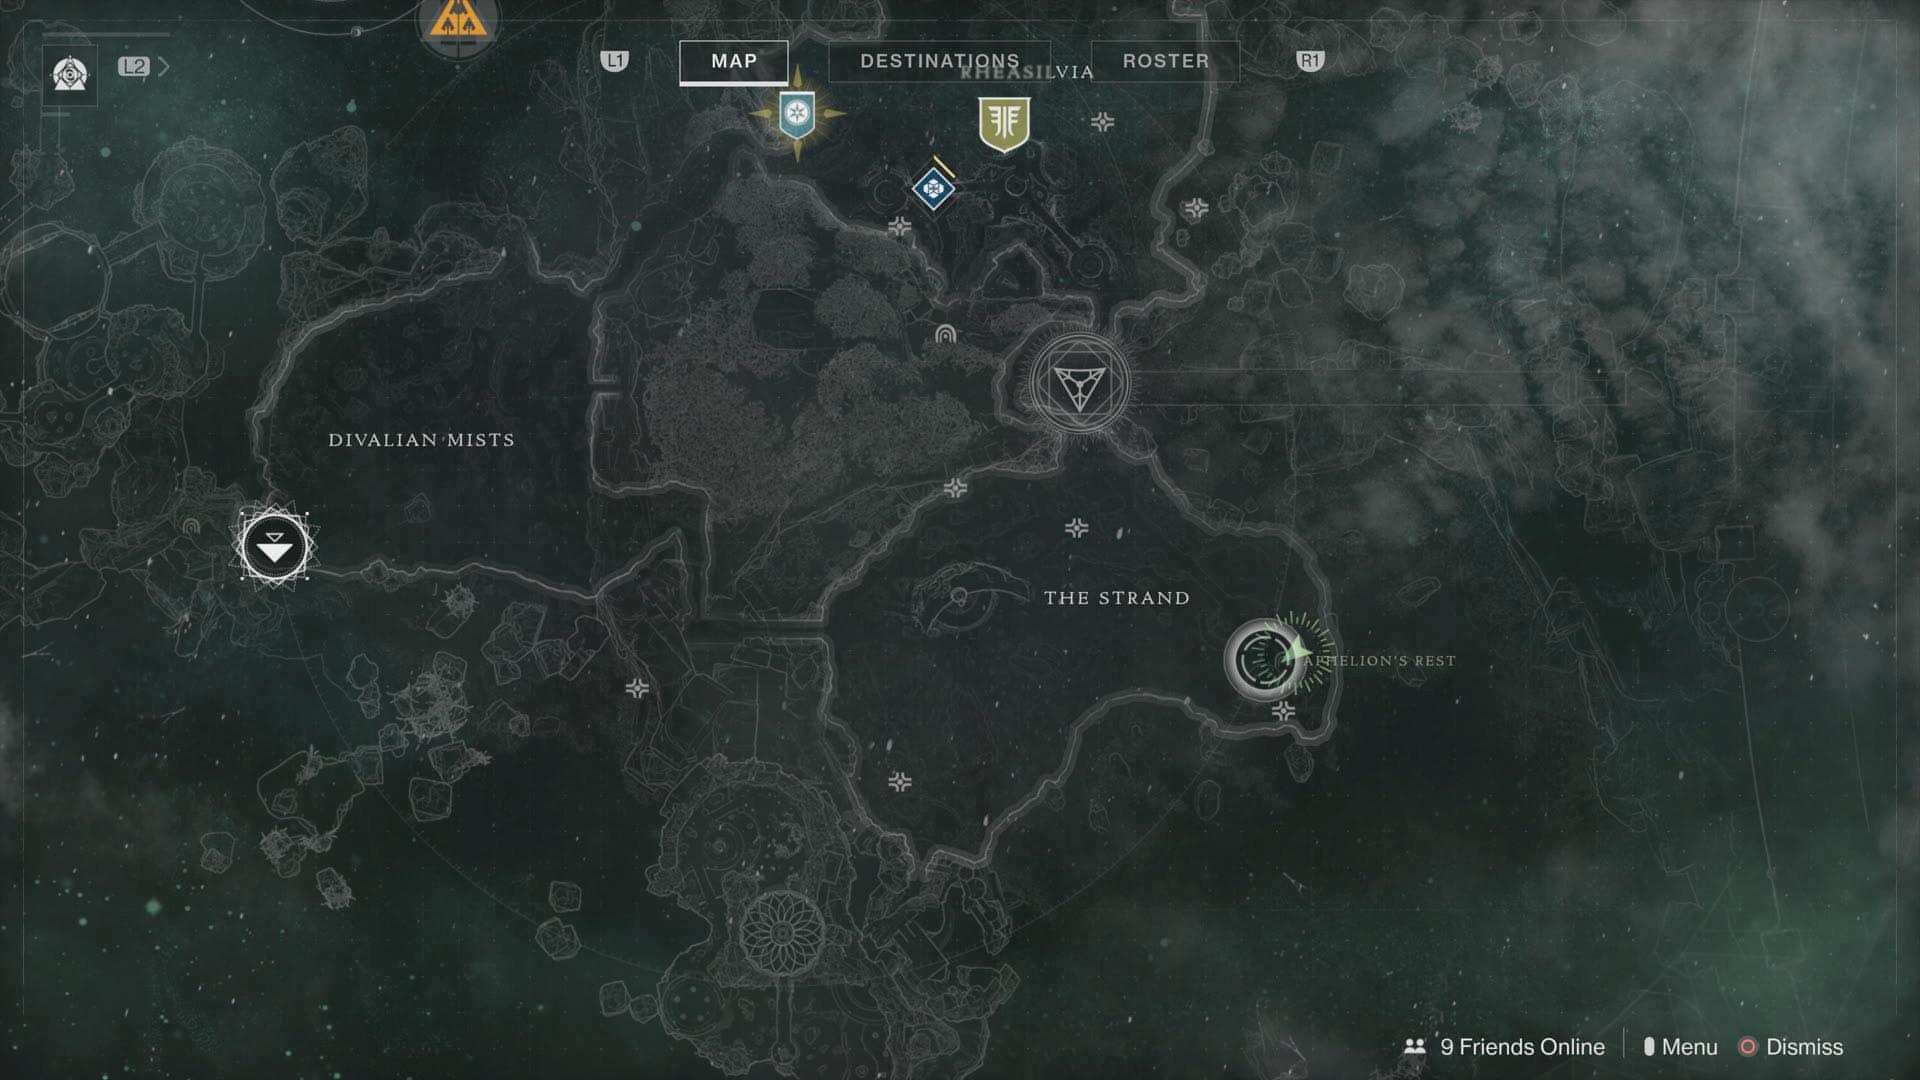 L2
L1
MAP
DESTINATIONS
ROSTER
R1
RHEASILVIA
DIVALIAN MISTS
THE STRAND
APHELION'S REST
9 Friends Online
Menu
Dismiss